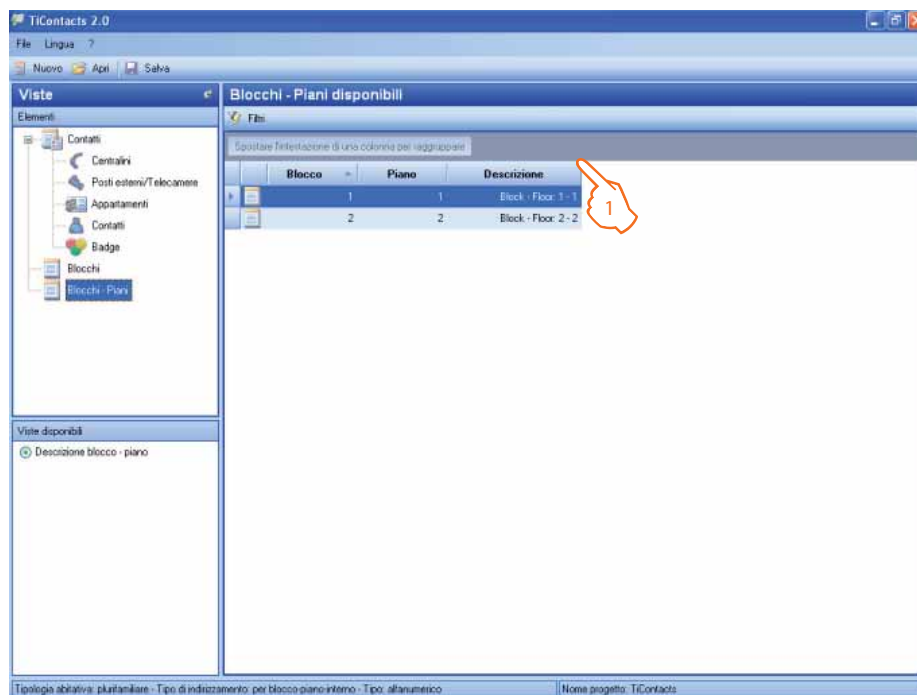 TiContacts 2.0
File Lingua ?
Nuovo Apri Salva
Viste
Blocchi - Piani disponibili
Elementi
Filtri
Contatti
Centralini
Posti esterni/Telecamere
Appartamenti
Contatti
Badge
Blocchi
Blocchi - Piani
Spostare l'intestazione di una colonna per raggruppare
Blocco Piano Descrizione
1 1 Block - Floor: 1 - 1
2 2 Block - Floor: 2 - 2
1
Viste disponibili
Descrizione blocco - piano
Tipologia abitativa: plurifamiliare - Tipo di indirizzamento: per blocco-piano-interno - Tipo: alfanumerico
Nome progetto: TiContacts